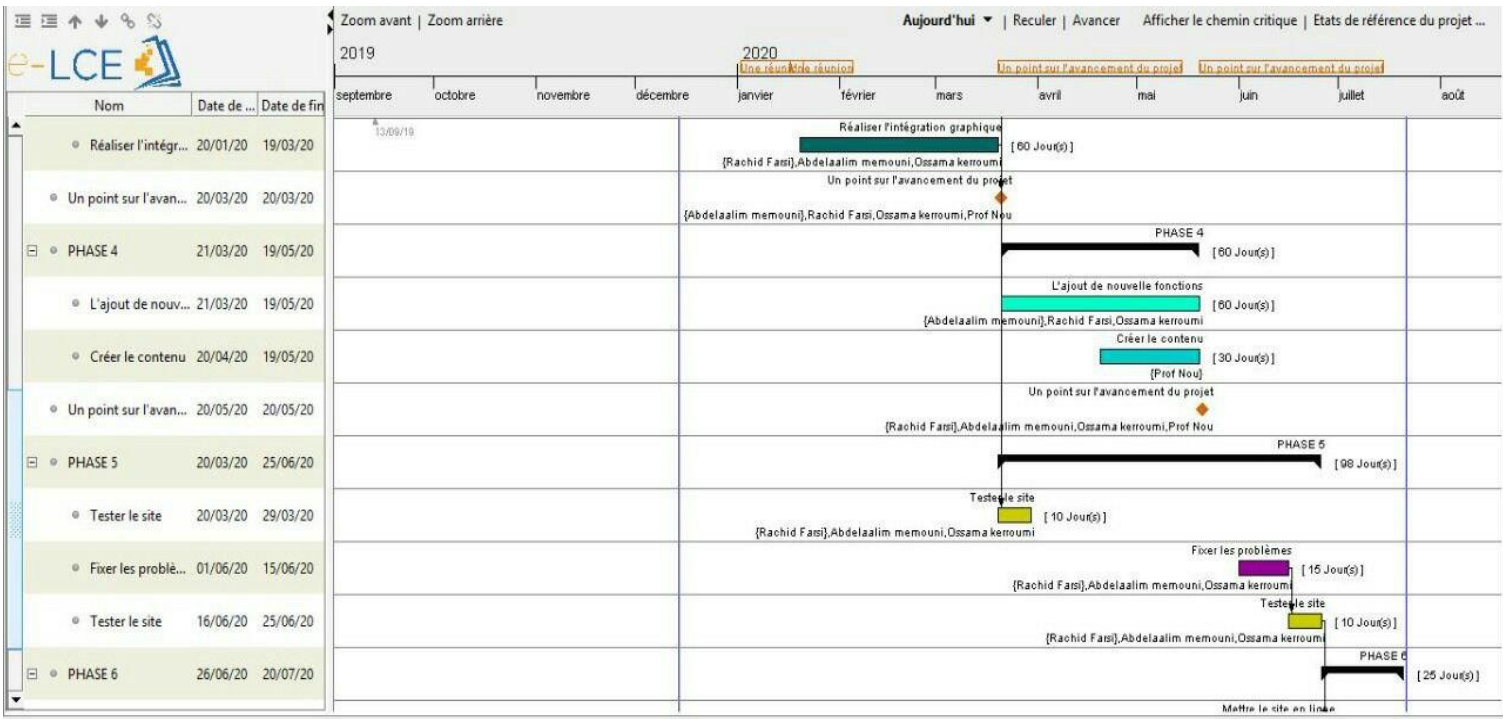 Zoom avant | Zoom arrière
Aujourd'hui | Reculer | Avancer Afficher le chemin critique | Etats de référence du projet ...
e-LCE
2019 2020
Une réunion
Une réunion
Un point sur l'avancement du projet
Un point sur l'avancement du projet
Nom Date de ... Date de fin
septembre octobre novembre décembre janvier février mars avril mai juin juillet août
13/09/19
Réaliser l'intégr... 20/01/20 19/03/20
Réaliser l'intégration graphique
[ 60 Jour(s) ]
{Rachid Farsi},Abdelaalim memouni,Ossama kerroumi
Un point sur l'avan... 20/03/20 20/03/20
Un point sur l'avancement du projet
{Abdelaalim memouni},Rachid Farsi,Ossama kerroumi,Prof Nou
PHASE 4 21/03/20 19/05/20
PHASE 4
[ 60 Jour(s) ]
L'ajout de nouv... 21/03/20 19/05/20
L'ajout de nouvelle fonctions
[ 60 Jour(s) ]
{Abdelaalim memouni},Rachid Farsi,Ossama kerroumi
Créer le contenu 20/04/20 19/05/20
Créer le contenu
[ 30 Jour(s) ]
{Prof Nou}
Un point sur l'avan... 20/05/20 20/05/20
Un point sur l'avancement du projet
{Rachid Farsi},Abdelaalim memouni,Ossama kerroumi,Prof Nou
PHASE 5 20/03/20 25/06/20
PHASE 5
[ 98 Jour(s) ]
Tester le site 20/03/20 29/03/20
Tester le site
[ 10 Jour(s) ]
{Rachid Farsi},Abdelaalim memouni,Ossama kerroumi
Fixer les problè... 01/06/20 15/06/20
Fixer les problèmes
[ 15 Jour(s) ]
{Rachid Farsi},Abdelaalim memouni,Ossama kerroumi
Tester le site 16/06/20 25/06/20
Tester le site
[ 10 Jour(s) ]
{Rachid Farsi},Abdelaalim memouni,Ossama kerroumi
PHASE 6 26/06/20 20/07/20
PHASE 6
[ 25 Jour(s) ]
Mettre le site en ligne